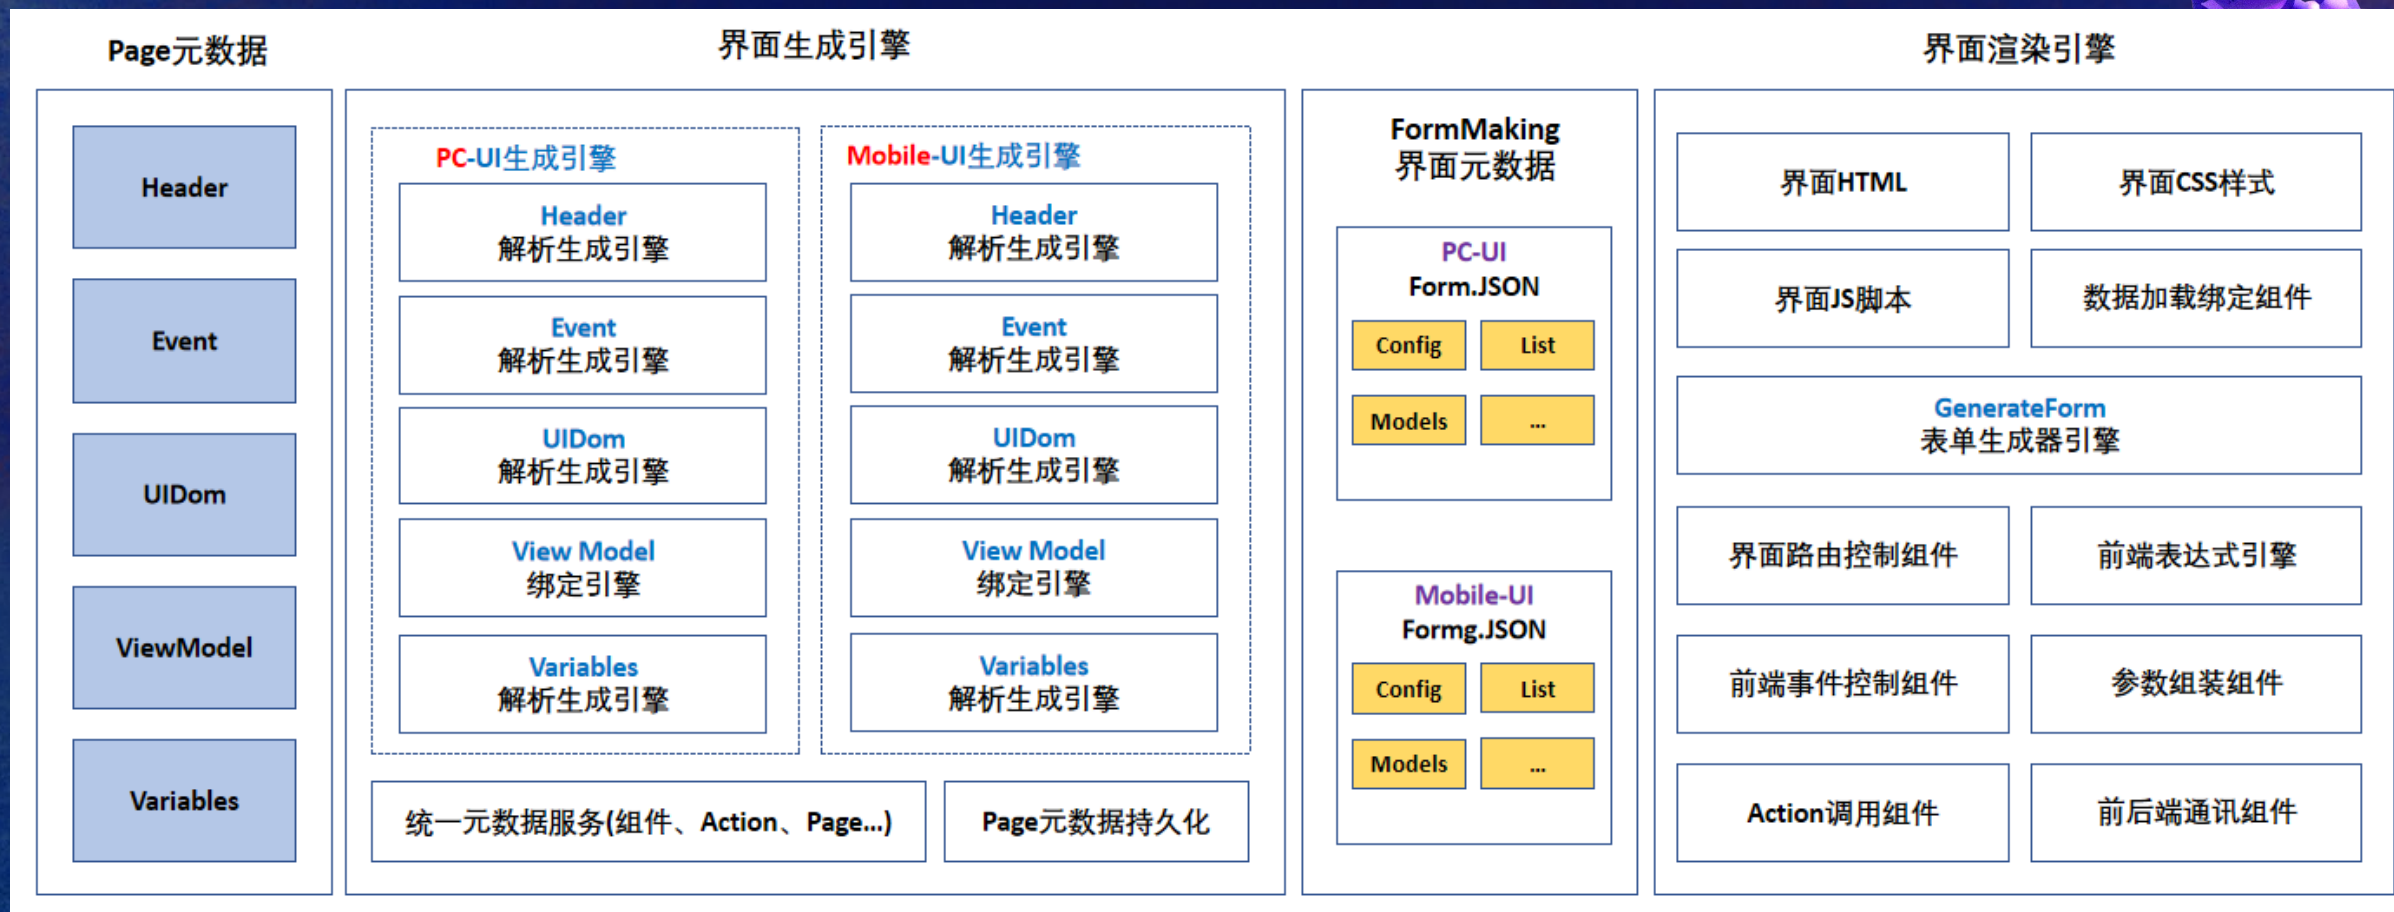 Page元数据
Header
Event
UIDom
ViewModel
Variables
界面生成引擎
PC-UI生成引擎
Header
解析生成引擎
Event
解析生成引擎
UIDom
解析生成引擎
View Model
绑定引擎
Variables
解析生成引擎
Mobile-UI生成引擎
Header
解析生成引擎
Event
解析生成引擎
UIDom
解析生成引擎
View Model
绑定引擎
Variables
解析生成引擎
统一元数据服务(组件、Action、Page...)
Page元数据持久化
FormMaking
界面元数据
PC-UI
Form.JSON
Config
List
Models
...
Mobile-UI
Formg.JSON
Config
List
Models
...
界面渲染引擎
界面HTML
界面CSS样式
界面JS脚本
数据加载绑定组件
GenerateForm
表单生成器引擎
界面路由控制组件
前端表达式引擎
前端事件控制组件
参数组装组件
Action调用组件
前后端通讯组件